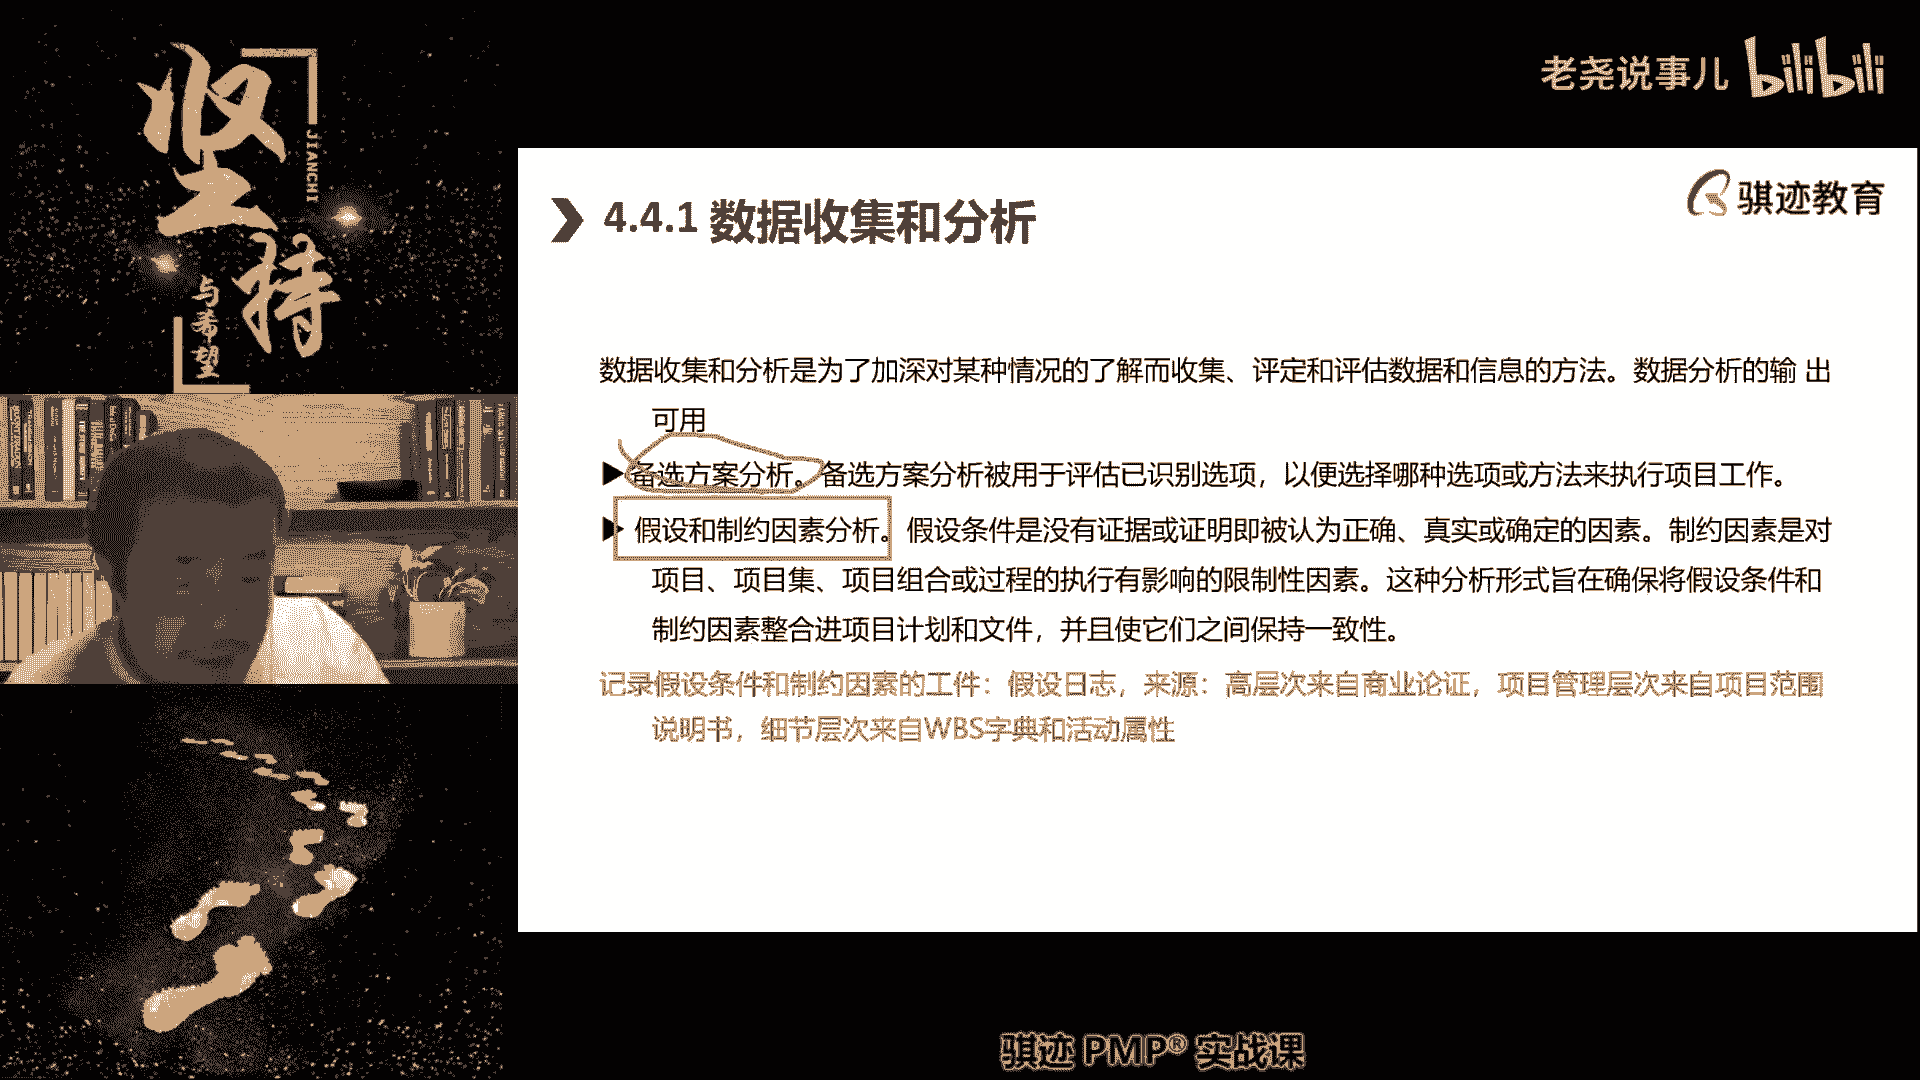 坚持
JIANCHI
与希望
老尧说事儿 bilibili
骐迹教育
4.4.1 数据收集和分析
数据收集和分析是为了加深对某种情况的了解而收集、评定和评估数据和信息的方法。数据分析的输 出
可用
▶备选方案分析。备选方案分析被用于评估已识别选项，以便选择哪种选项或方法来执行项目工作。
▶ 假设和制约因素分析。假设条件是没有证据或证明即被认为正确、真实或确定的因素。制约因素是对
项目、项目集、项目组合或过程的执行有影响的限制性因素。这种分析形式旨在确保将假设条件和
制约因素整合进项目计划和文件，并且使它们之间保持一致性。
记录假设条件和制约因素的工件：假设日志，来源：高层次来自商业论证，项目管理层次来自项目范围
说明书，细节层次来自WBS字典和活动属性
骐迹 PMP® 实战课